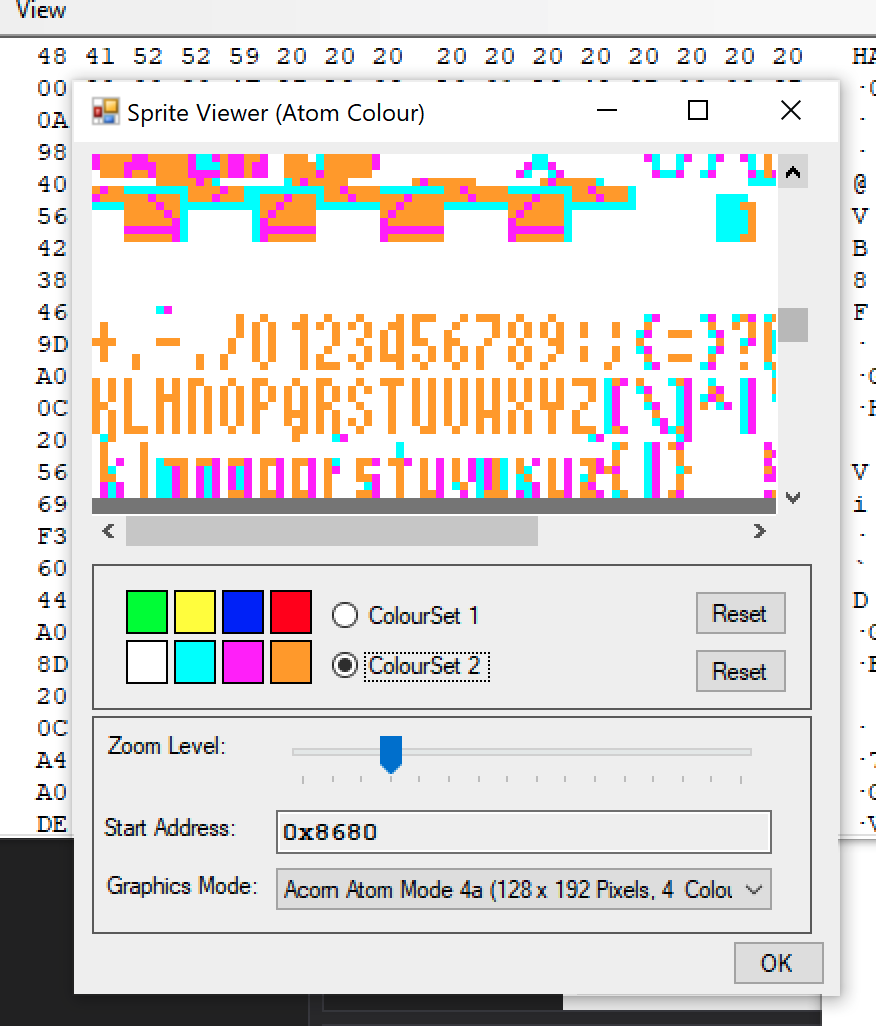 View
48 41 52 52 59 20 20 20 20 20 20 20 20 20 20 20
00
0A
Sprite Viewer (Atom Colour)
98
40 @
56 V
42 B
38 8
46 F
+,-./0123456789:;<=>?
9D
A0
KLMNOPQRSTUVWXYZ[\]^
0C
20
56 V
klmnopqrstuvwxyz{|}
69 i
F3
60 `
44 D
ColourSet 1 Reset
A0
8D
ColourSet 2 Reset
20
0C
Zoom Level:
A4
A0
Start Address: 0x8680
DE
Graphics Mode: Acorn Atom Mode 4a (128 x 192 Pixels, 4 Colou
OK